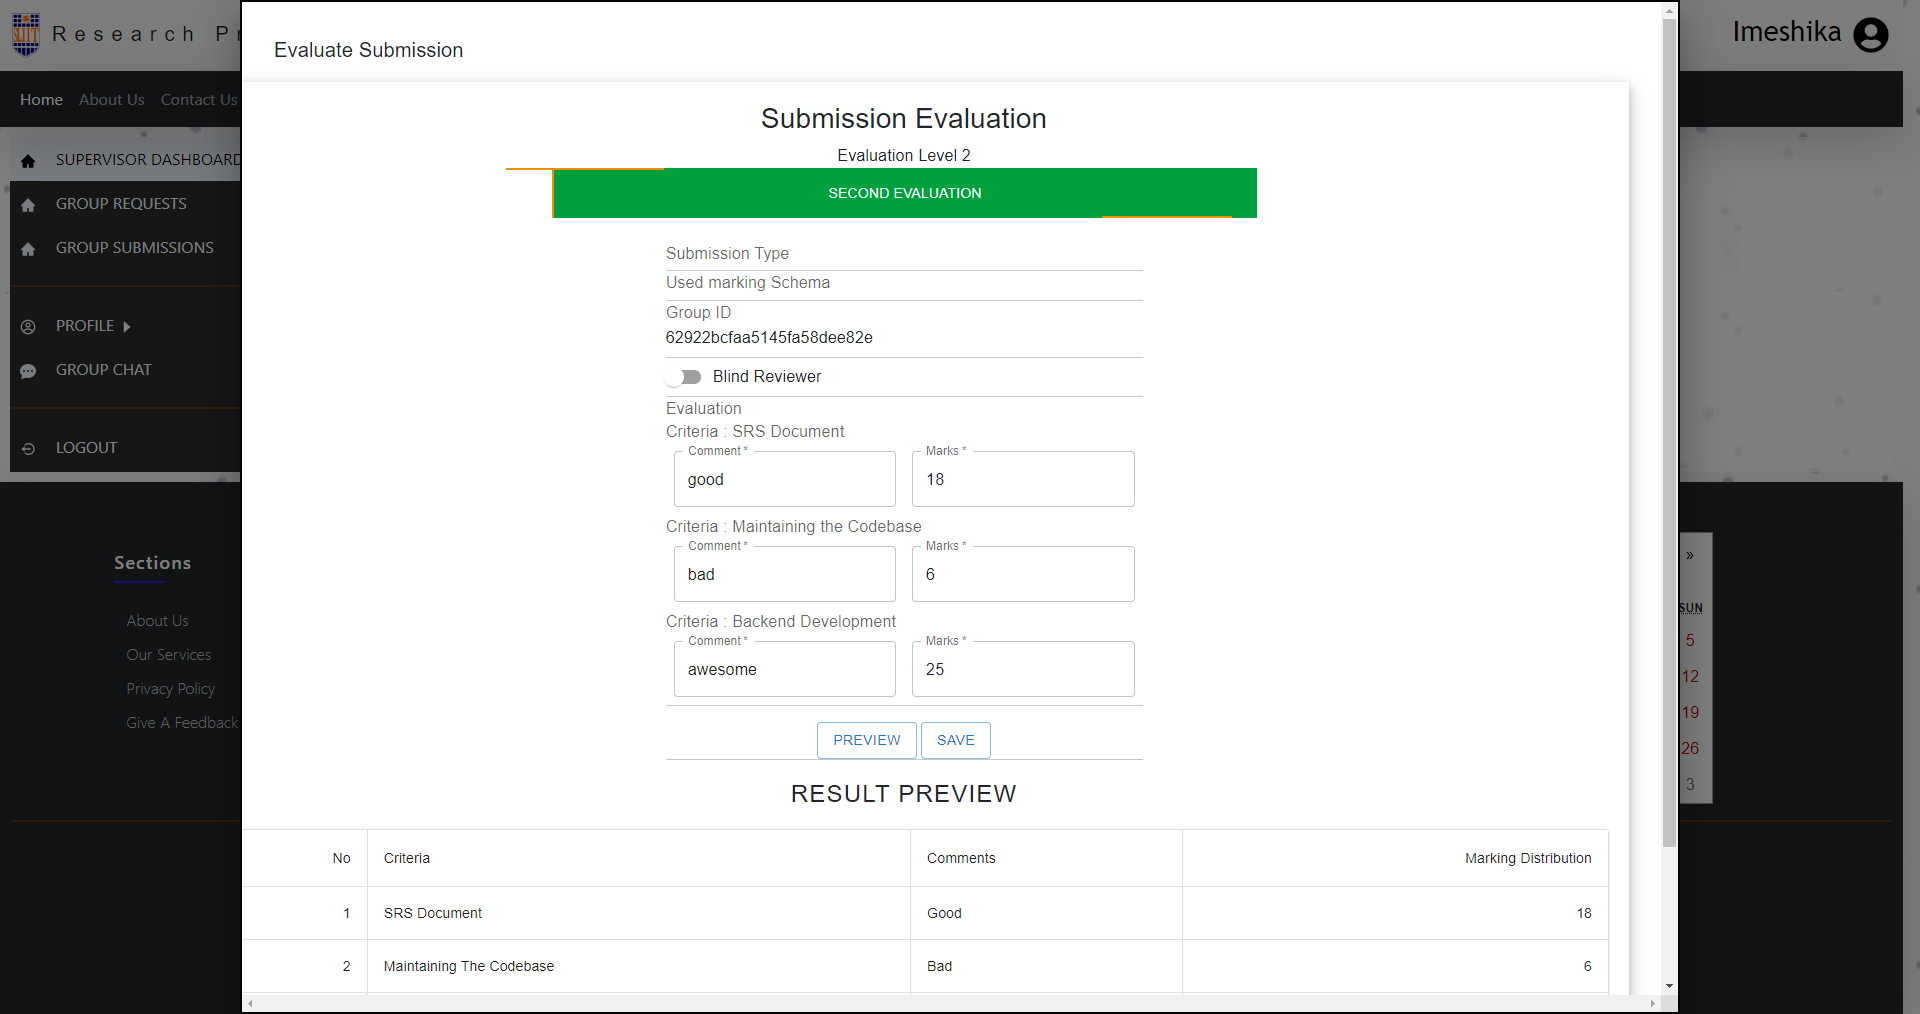 SLIIT
Research Pr
Imeshika
Home About Us Contact Us
SUPERVISOR DASHBOARD
GROUP REQUESTS
GROUP SUBMISSIONS
PROFILE
GROUP CHAT
LOGOUT
Evaluate Submission
Submission Evaluation
Evaluation Level 2
SECOND EVALUATION
Submission Type
Used marking Schema
Group ID
62922bcfaa5145fa58dee82e
Blind Reviewer
Evaluation
Criteria : SRS Document
Comment * Marks *
good 18
Criteria : Maintaining the Codebase
Comment * Marks *
bad 6
Criteria : Backend Development
Comment * Marks *
awesome 25
PREVIEW SAVE
RESULT PREVIEW
No Criteria Comments Marking Distribution
1 SRS Document Good 18
2 Maintaining The Codebase Bad 6
Sections
About Us
Our Services
Privacy Policy
Give A Feedback
»
SUN
5
12
19
26
3